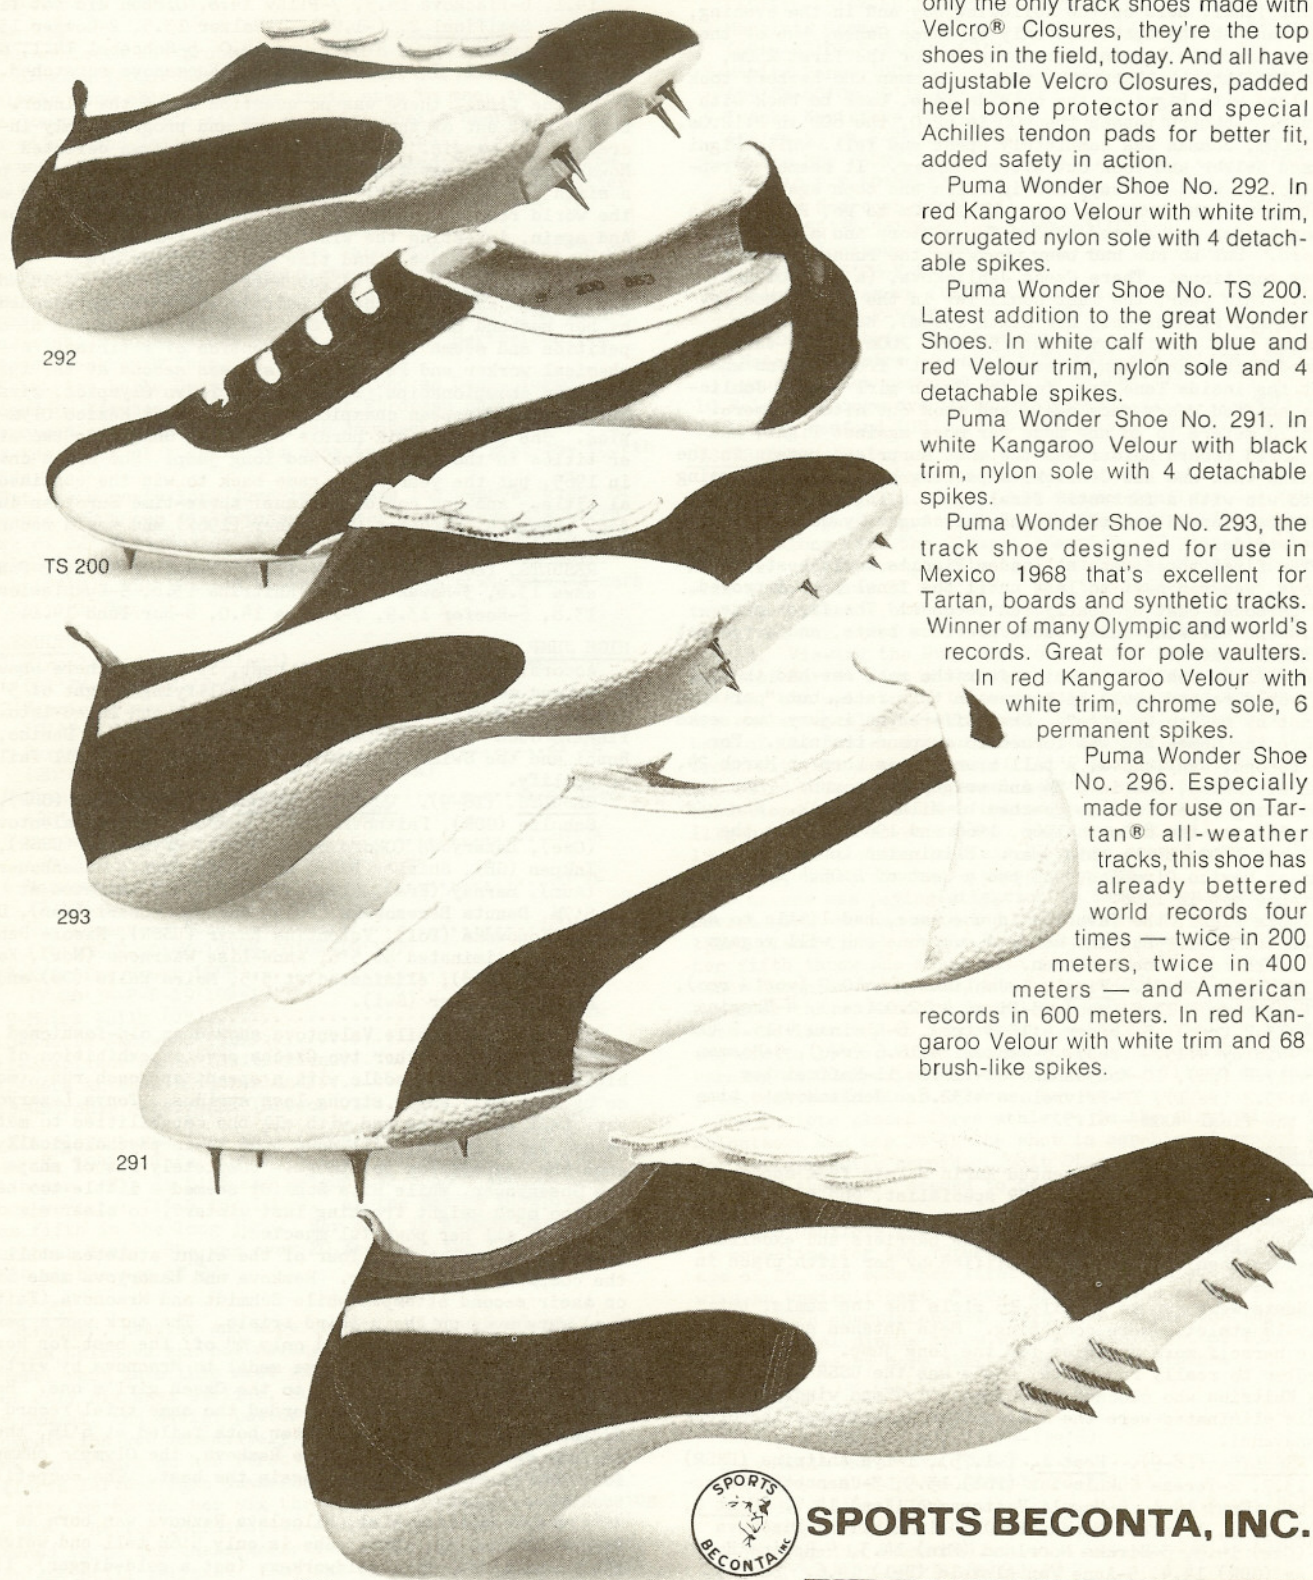 only the only track shoes made with
Velcro® Closures, they're the top
shoes in the field, today. And all have
adjustable Velcro Closures, padded
heel bone protector and special
Achilles tendon pads for better fit,
added safety in action.
Puma Wonder Shoe No. 292. In
red Kangaroo Velour with white trim,
corrugated nylon sole with 4 detach-
able spikes.
Puma Wonder Shoe No. TS 200.
Latest addition to the great Wonder
Shoes. In white calf with blue and
red Velour trim, nylon sole and 4
detachable spikes.
Puma Wonder Shoe No. 291. In
white Kangaroo Velour with black
trim, nylon sole with 4 detachable
spikes.
Puma Wonder Shoe No. 293, the
track shoe designed for use in
Mexico 1968 that's excellent for
Tartan, boards and synthetic tracks.
Winner of many Olympic and world's
records. Great for pole vaulters.
In red Kangaroo Velour with
white trim, chrome sole, 6
permanent spikes.
Puma Wonder Shoe
No. 296. Especially
made for use on Tar-
tan® all-weather
tracks, this shoe has
already bettered
world records four
times — twice in 200
meters, twice in 400
meters — and American
records in 600 meters. In red Kan-
garoo Velour with white trim and 68
brush-like spikes.
292
TS 200
293
291
SPORTS
BECONTA INC
SPORTS BECONTA, INC.